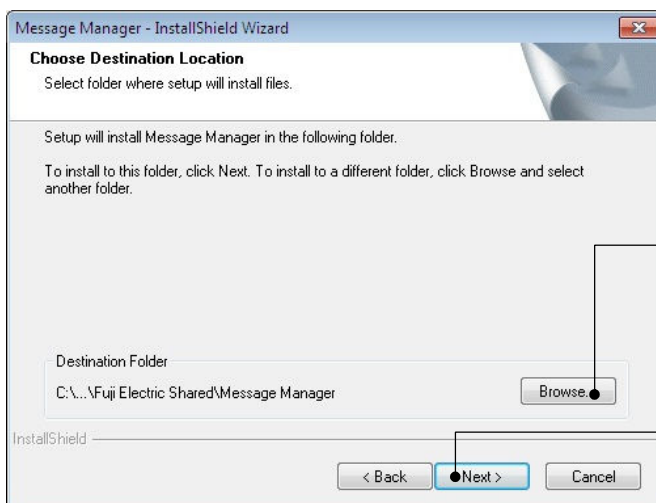 Message Manager - InstallShield Wizard
Choose Destination Location
Select folder where setup will install files.
Setup will install Message Manager in the following folder.
To install to this folder, click Next. To install to a different folder, click Browse and select
another folder.
Destination Folder
C:\...\Fuji Electric Shared\Message Manager
Browse...
InstallShield
< Back
Next >
Cancel